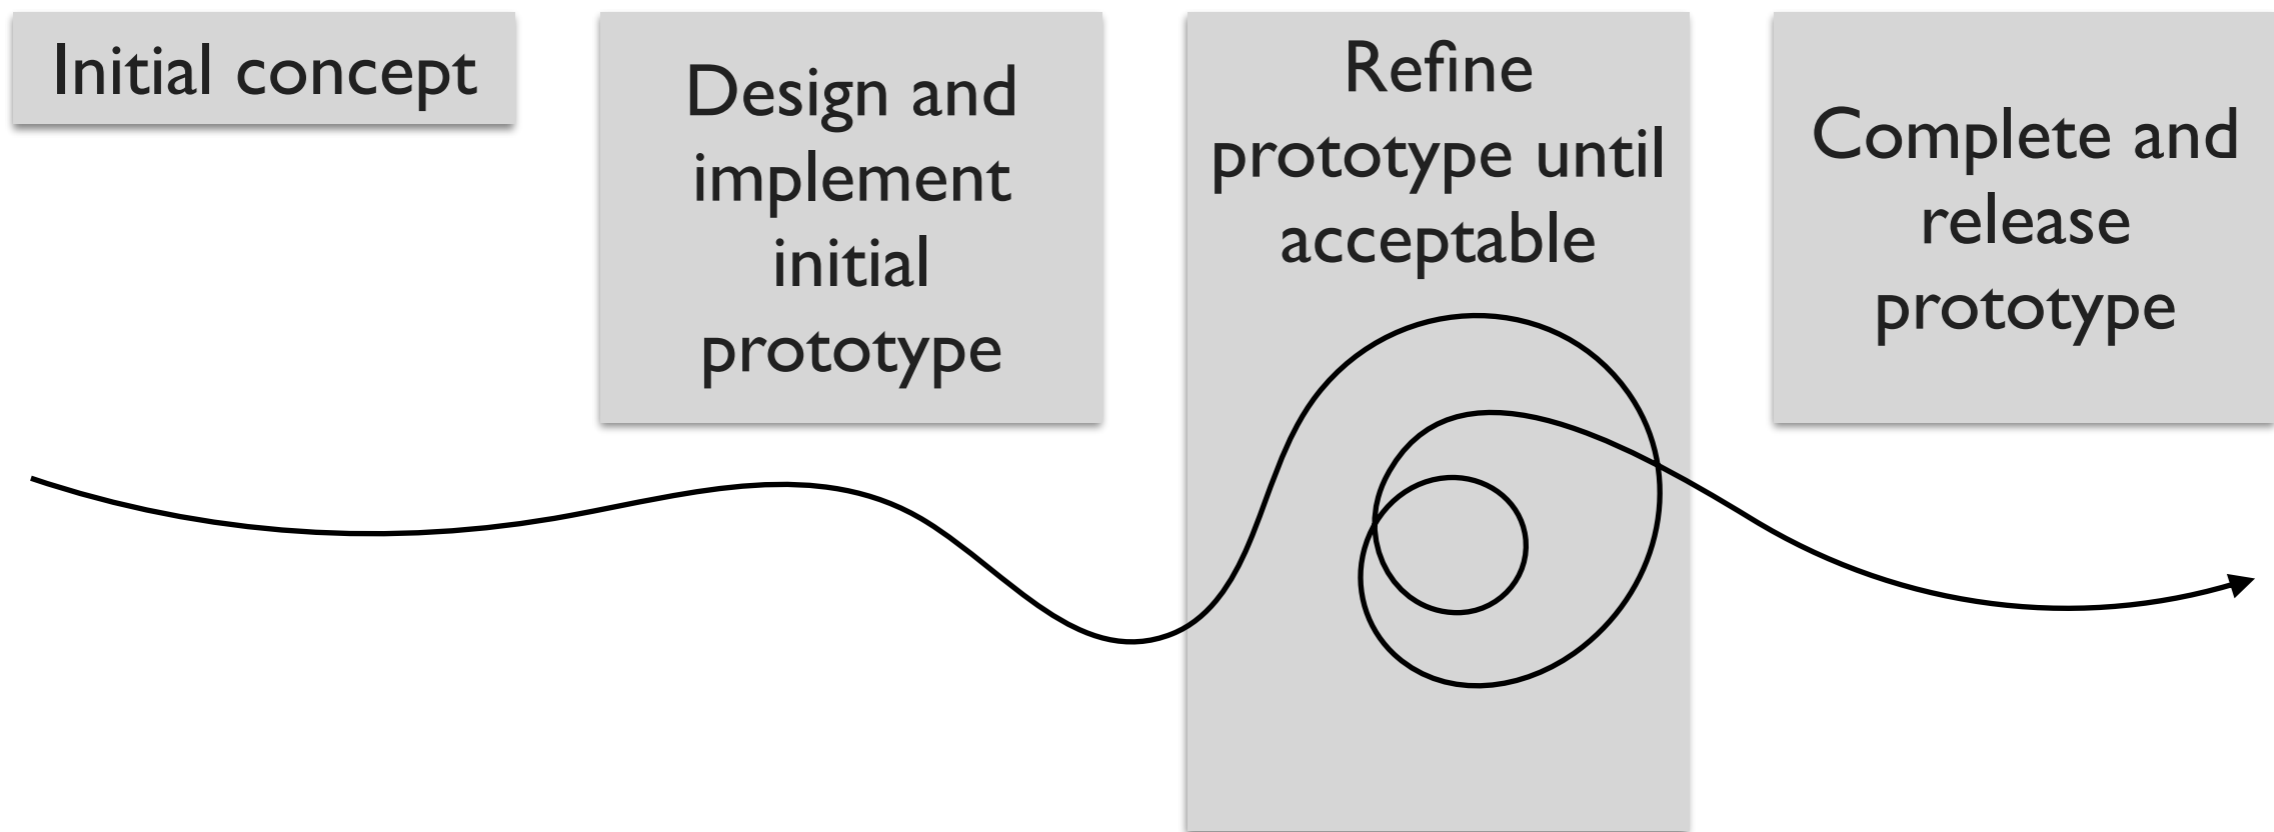 Initial concept
Design and
implement
initial
prototype
Refine
prototype until
acceptable
Complete and
release
prototype